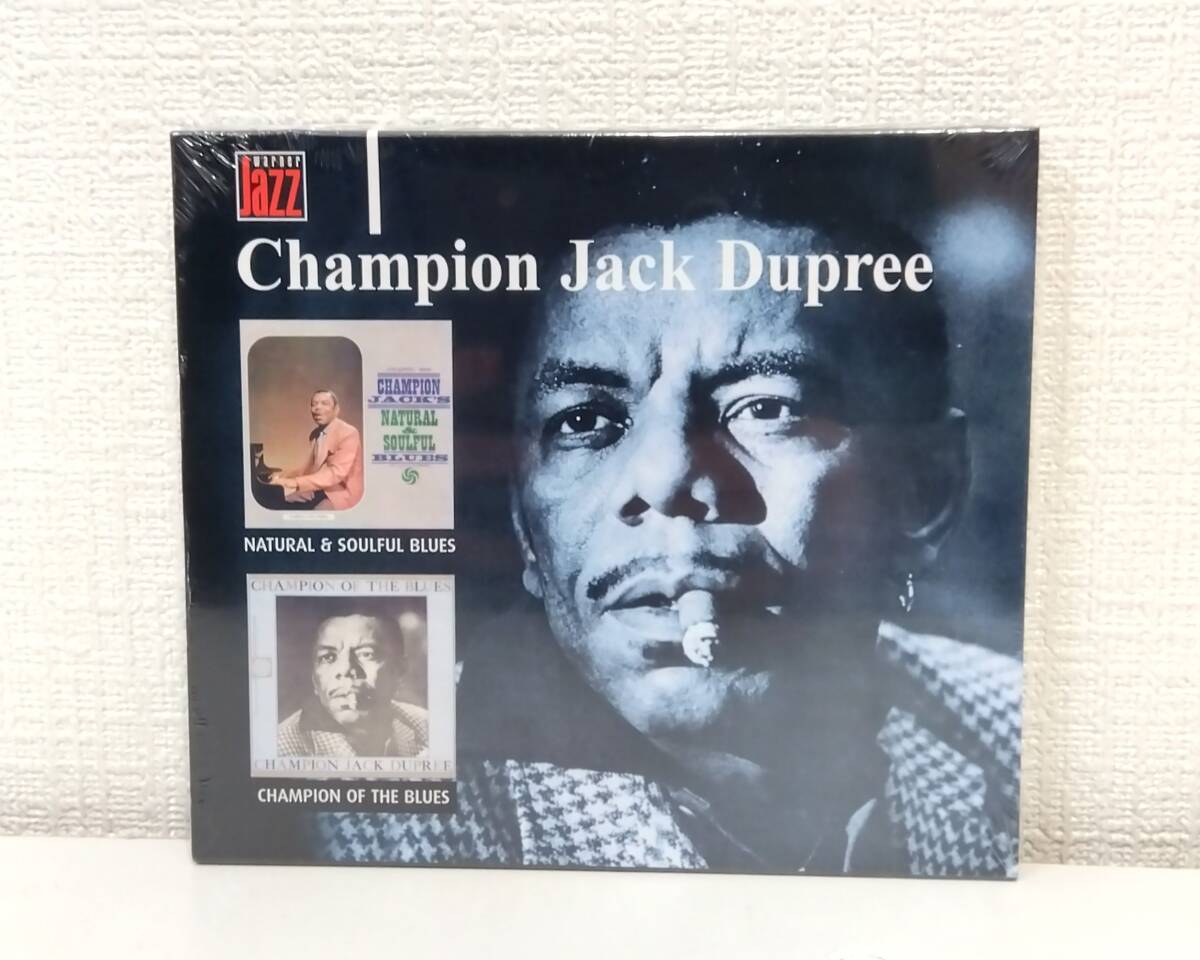 warner
jazz
Champion Jack Dupree
CHAMPION
JACK'S
NATURAL
&
SOULFUL
BLUES
NATURAL & SOULFUL BLUES
CHAMPION OF THE BLUES
CHAMPION JACK DUPREE
CHAMPION OF THE BLUES